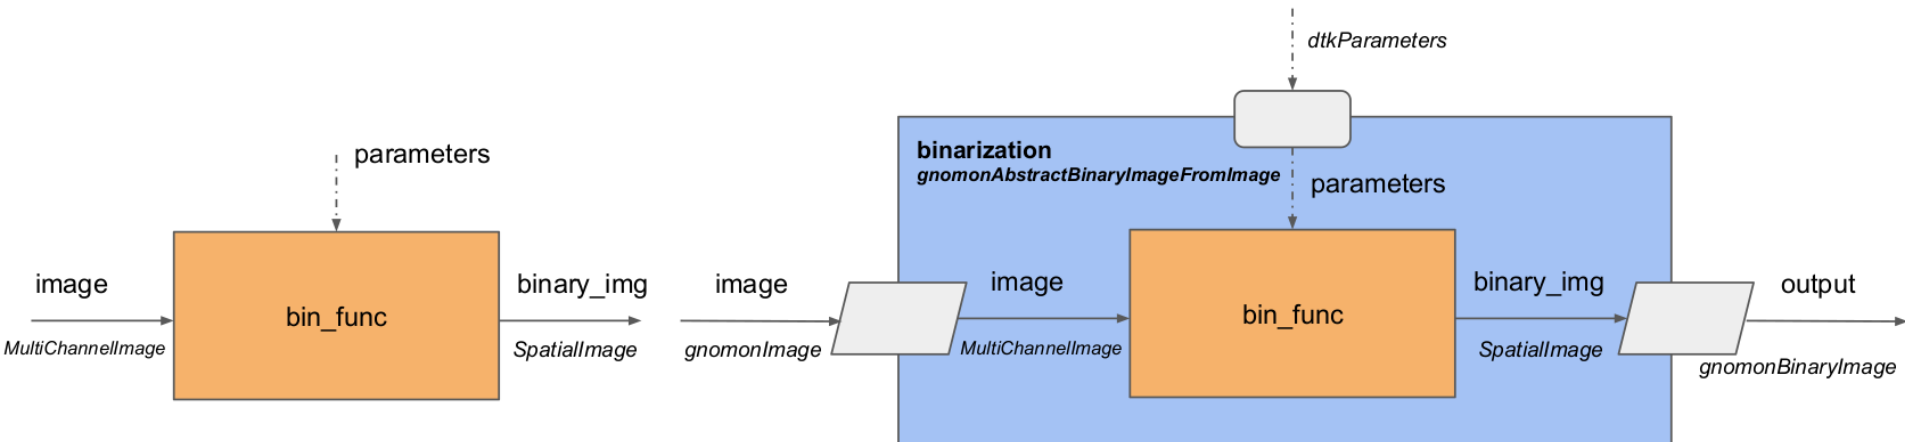 parameters
image
MultiChannelImage
bin_func
binary_img
SpatialImage
dtkParameters
binarization
gnomonAbstractBinaryImageFromImage
parameters
image
gnomonImage
image
MultiChannelImage
bin_func
binary_img
SpatialImage
output
gnomonBinaryImage